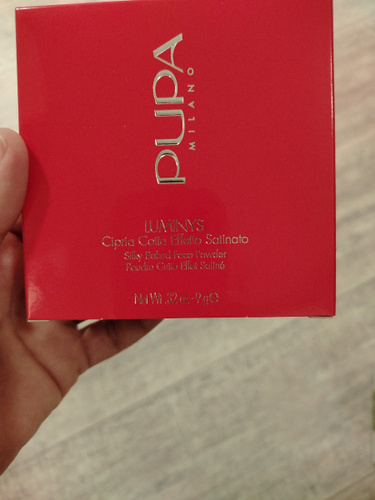 PUPA
MILANO
LUMINYS
Cipria Cotta Effetto Satinato
Silky Baked Face Powder
Poudre Cuite Effet Satiné
Net Wt .32 oz. - 9 g ℮